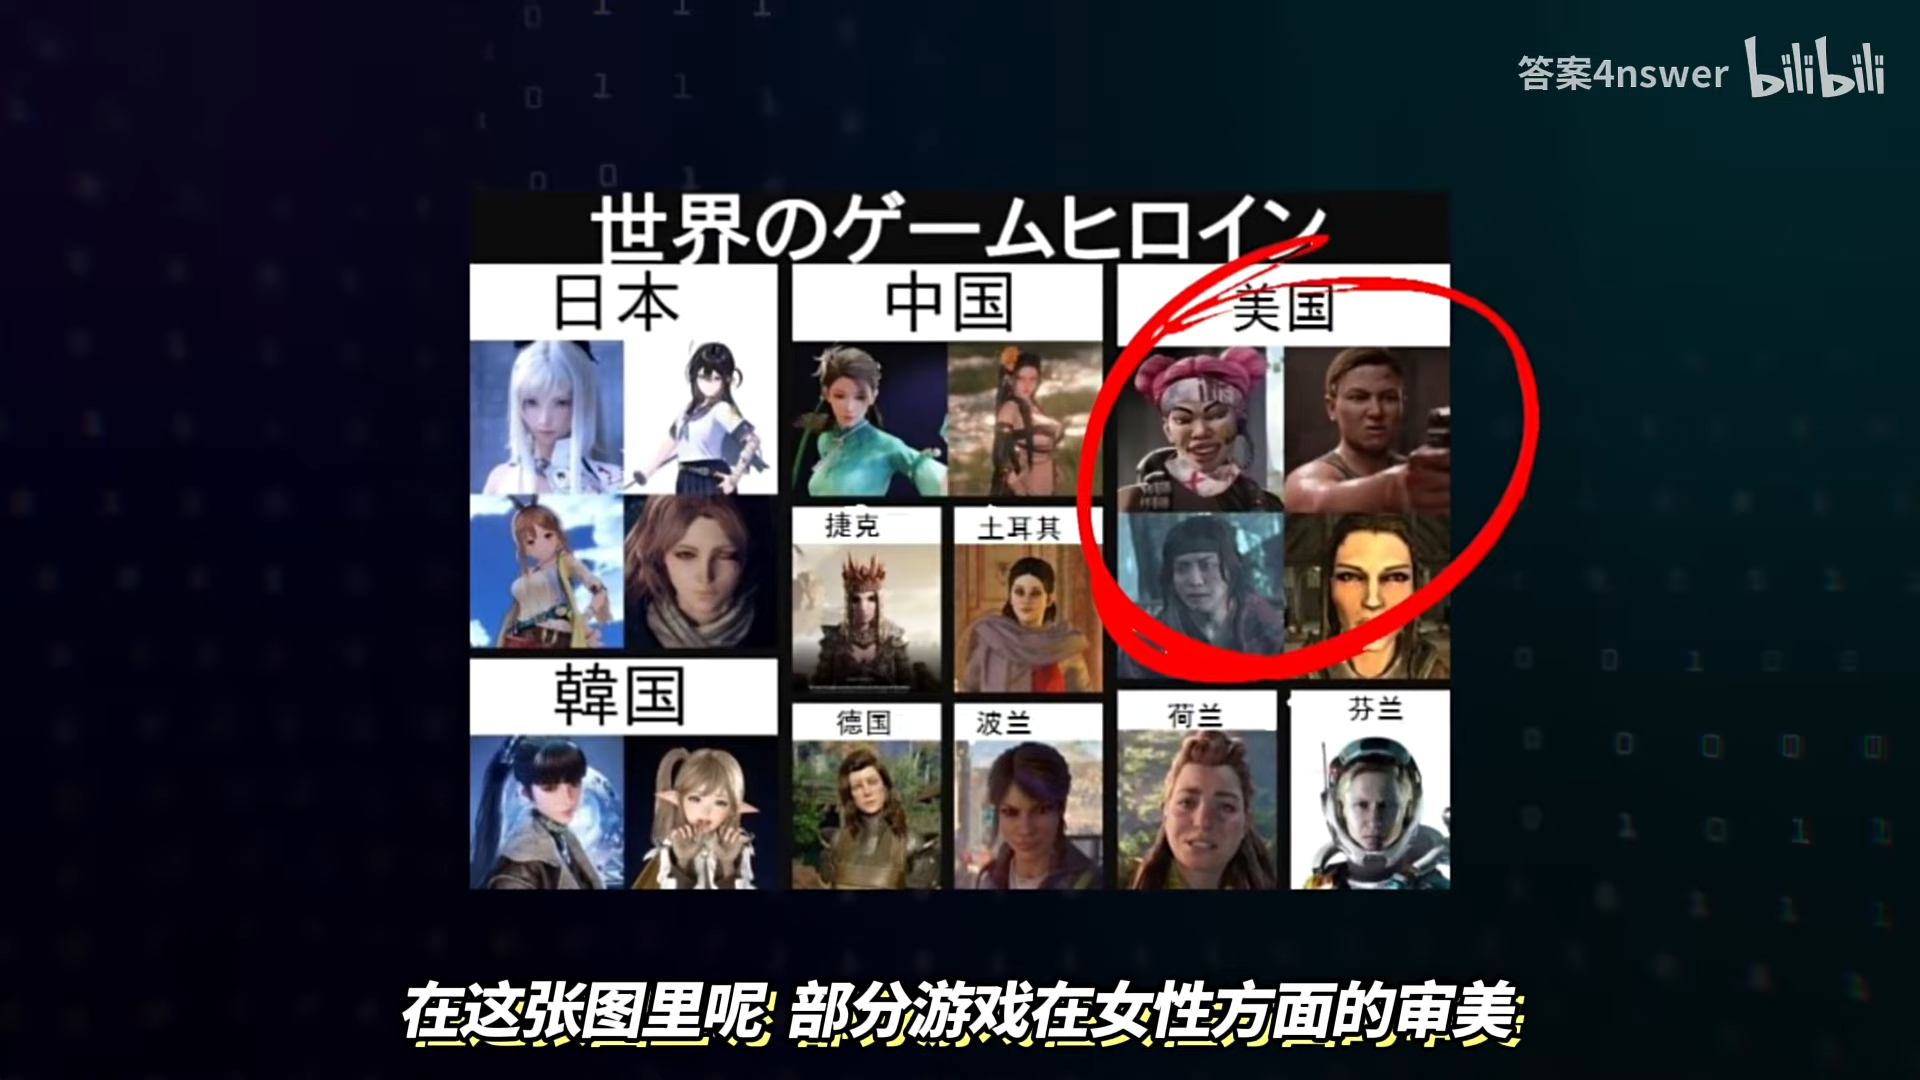 答案4nswer bilibili
世界のゲームヒロイン
日本
中国
美国
捷克
土耳其
韓国
德国
波兰
荷兰
芬兰
在这张图里呢 部分游戏在女性方面的审美